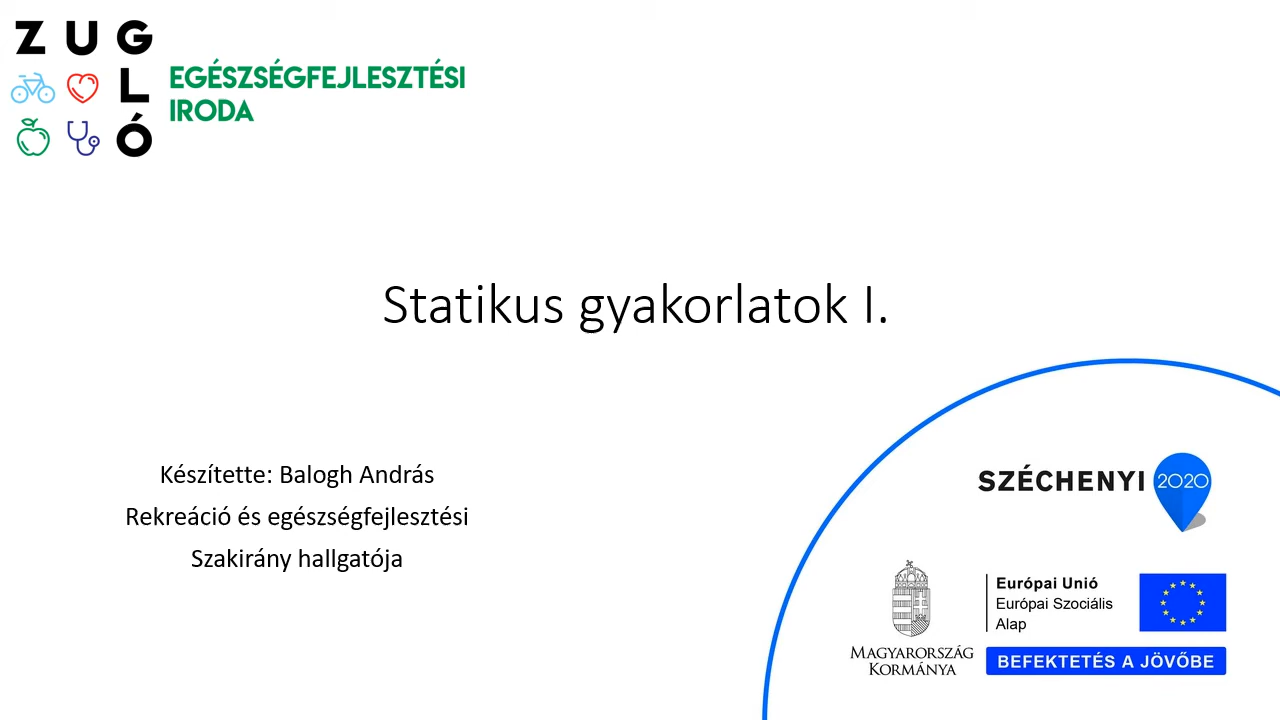 ZUG
L
Ó
EGÉSZSÉGFEJLESZTÉSI
IRODA
Statikus gyakorlatok I.
Készítette: Balogh András
Rekreáció és egészségfejlesztési
Szakirány hallgatója
SZÉCHENYI 2020
MAGYARORSZÁG
KORMÁNYA
Európai Unió
Európai Szociális
Alap
BEFEKTETÉS A JÖVŐBE